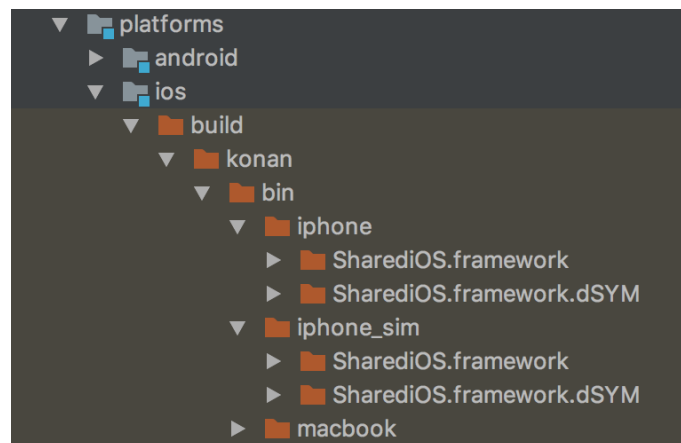 platforms
android
ios
build
konan
bin
iphone
SharediOS.framework
SharediOS.framework.dSYM
iphone_sim
SharediOS.framework
SharediOS.framework.dSYM
macbook